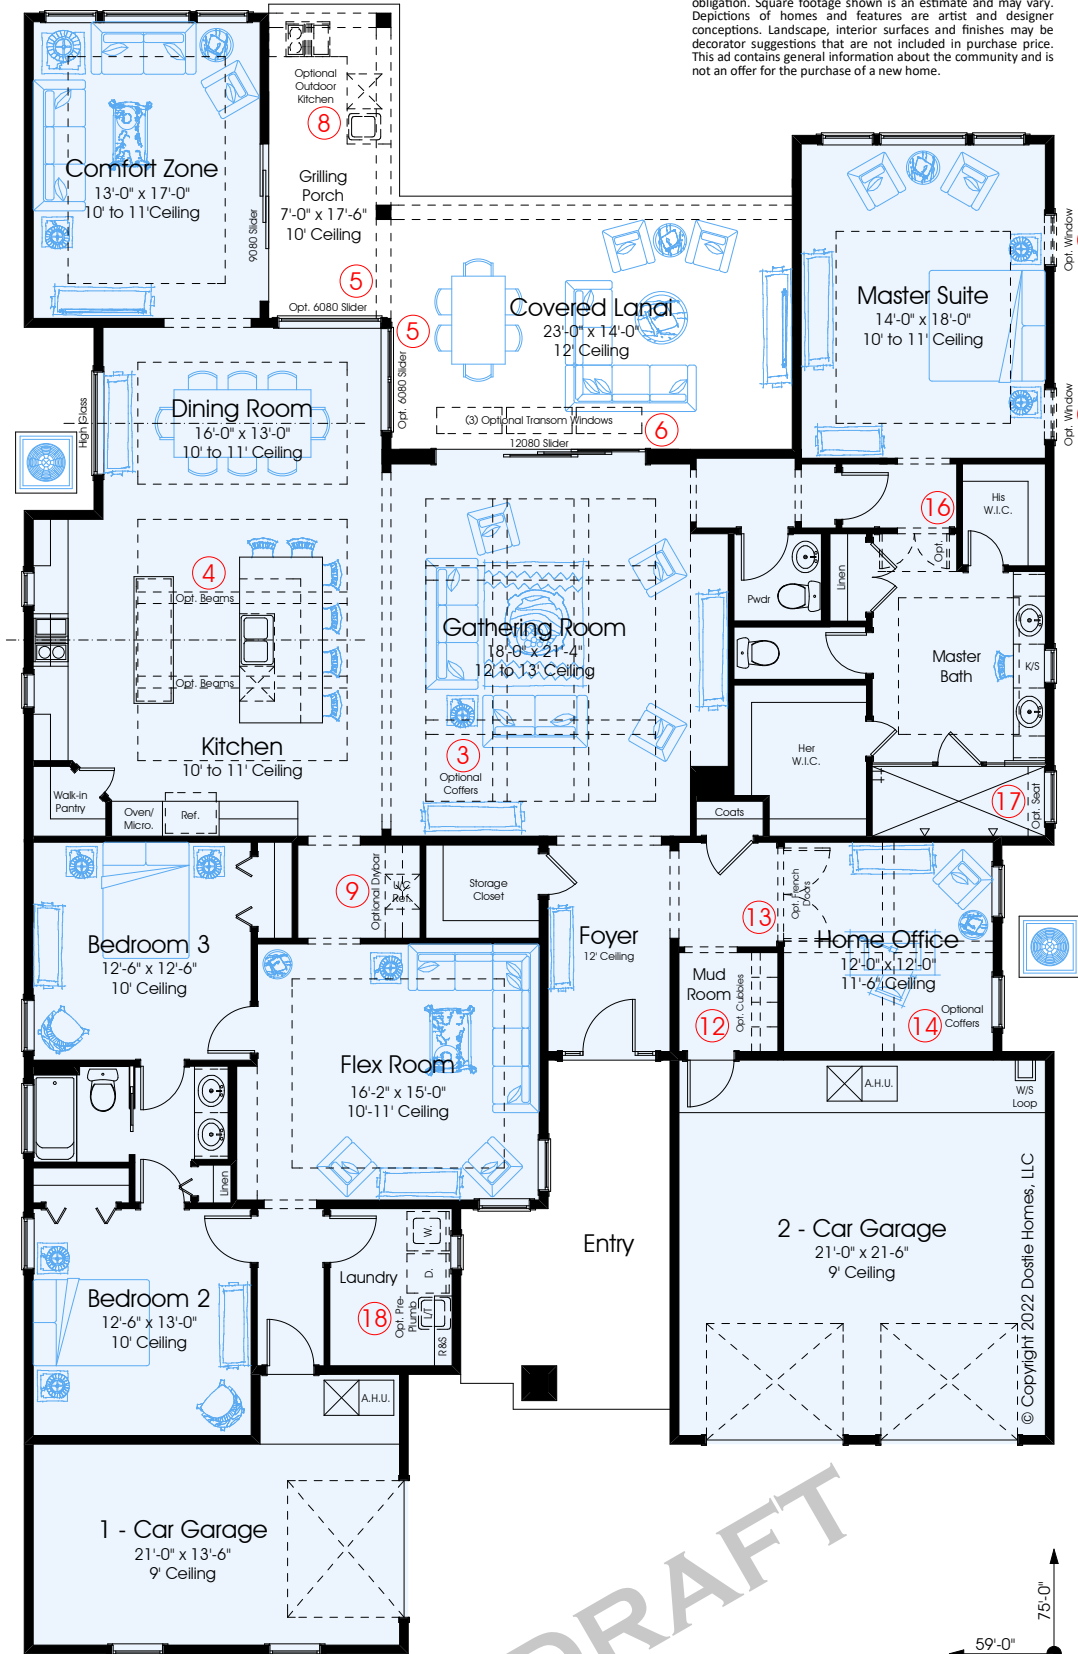 obligation. Square footage shown is an estimate and may vary.
Depictions of homes and features are artist and designer
conceptions. Landscape, interior surfaces and finishes may be
decorator suggestions that are not included in purchase price.
This ad contains general information about the community and is
not an offer for the purchase of a new home.
Optional
Outdoor
Kitchen
8
Comfort Zone
13'-0" x 17'-0"
10' to 11'Ceiling
9080 Slider
Grilling
Porch
7'-0" x 17'-6"
10' Ceiling
5
Opt. 6080 Slider
5
Opt. 6080 Slider
Covered Lanai
23'-0" x 14'-0"
12' Ceiling
(3) Optional Transom Windows
6
12080 Slider
Master Suite
14'-0" x 18'-0"
10' to 11' Ceiling
Opt. Window
Opt. Window
High Glass
Dining Room
16'-0" x 13'-0"
10' to 11' Ceiling
16
His
W.I.C.
Opt.
Linen
Pwdr
4
Opt. Beams
Opt. Beams
Gathering Room
18'-0" x 21'-4"
12 to 13' Ceiling
Master
Bath
K/S
Kitchen
10' to 11' Ceiling
3
Optional
Coffers
Her
W.I.C.
Walk-in
Pantry
Oven/
Micro.
Ref.
Coats
17
Opt. Seat
9
Optional Drybar
U/C
Ref.
Storage
Closet
Opt. French
Doors
13
Bedroom 3
12'-6" x 12'-6"
10' Ceiling
Foyer
12' Ceiling
Home Office
12'-0" x 12'-0"
11'-6" Ceiling
Mud
Room
12
Opt. Cubbies
14
Optional
Coffers
Flex Room
16'-2" x 15'-0"
10'-11' Ceiling
A.H.U.
W/S
Loop
Linen
Entry
2 - Car Garage
21'-0" x 21'-6"
9' Ceiling
© Copyright 2022 Dostie Homes, LLC
Laundry
W.
D.
18
Opt. Pre-
Plumb
L/T
R&S
Bedroom 2
12'-6" x 13'-0"
10' Ceiling
A.H.U.
1 - Car Garage
21'-0" x 13'-6"
9' Ceiling
DRAFT
75'-0"
59'-0"